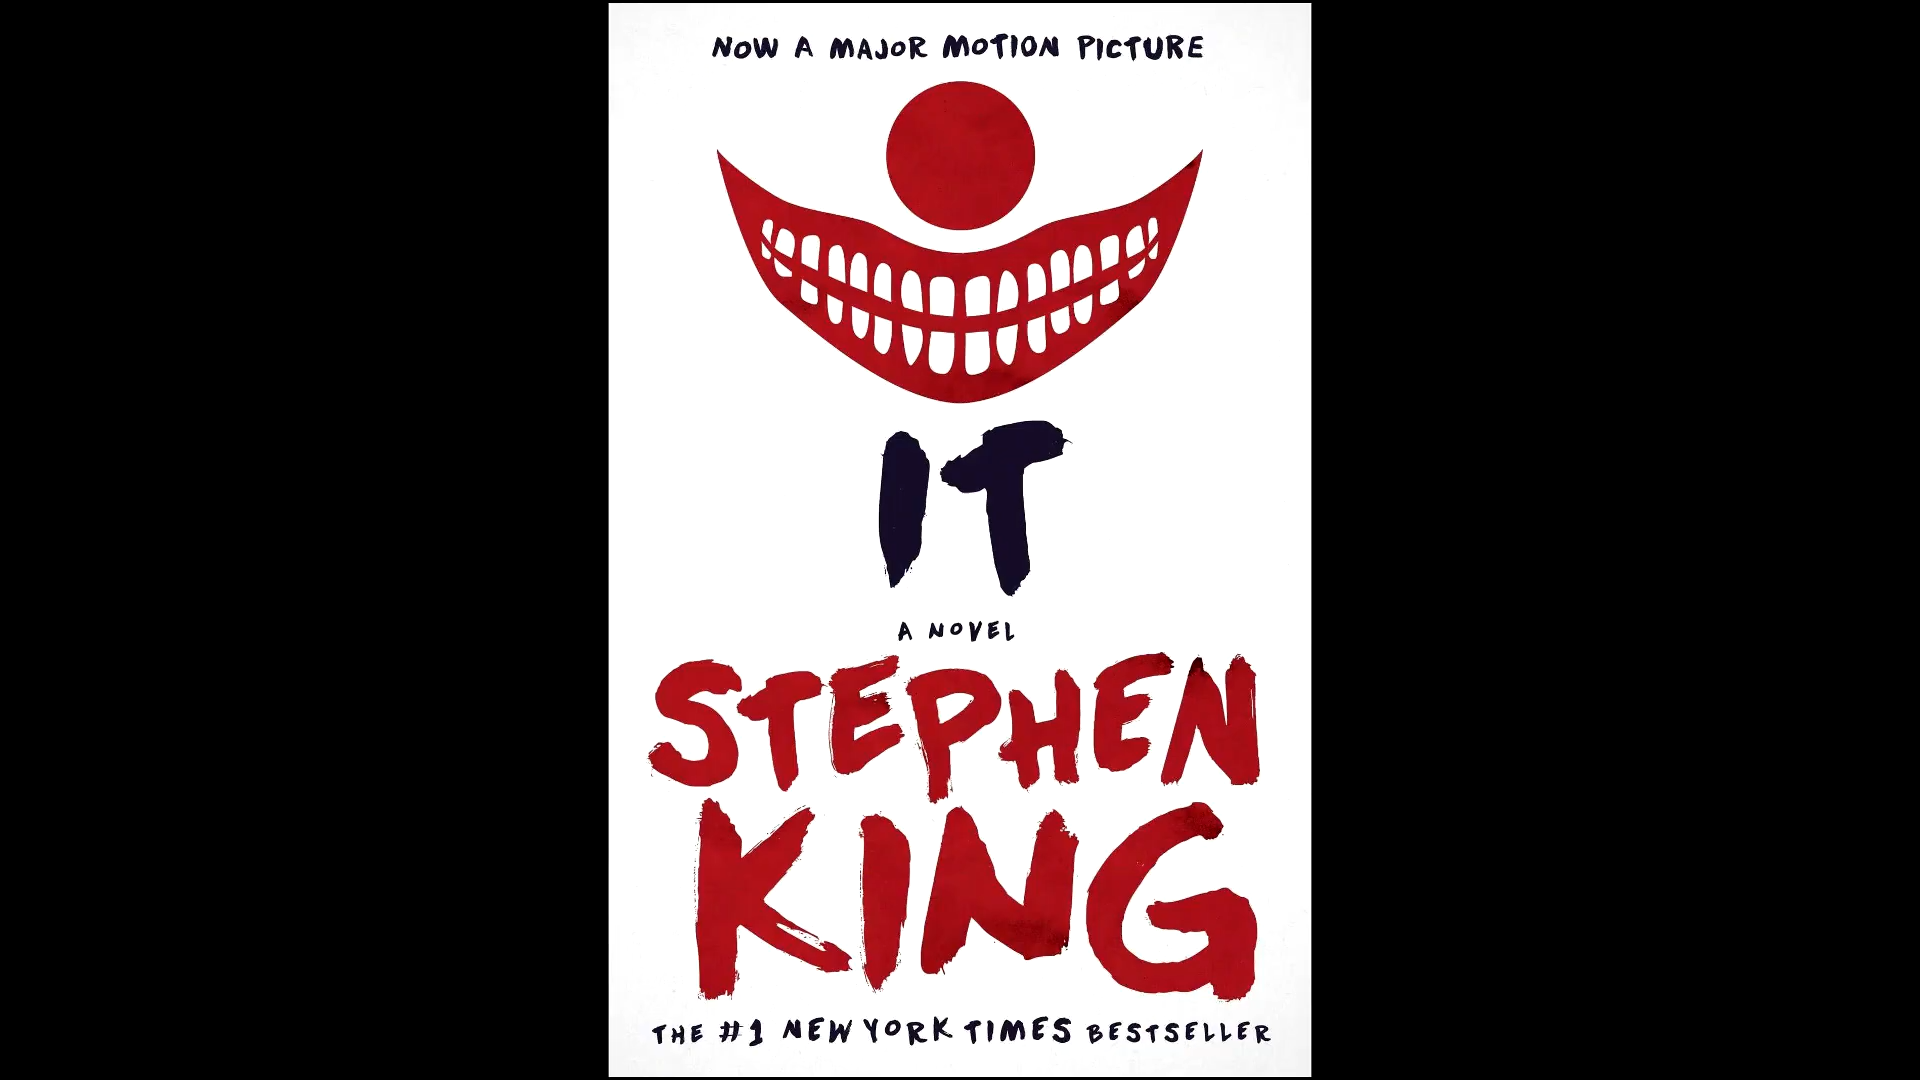 NOW A MAJOR MOTION PICTURE
IT
A NOVEL
STEPHEN
KING
THE #1 NEW YORK TIMES BESTSELLER